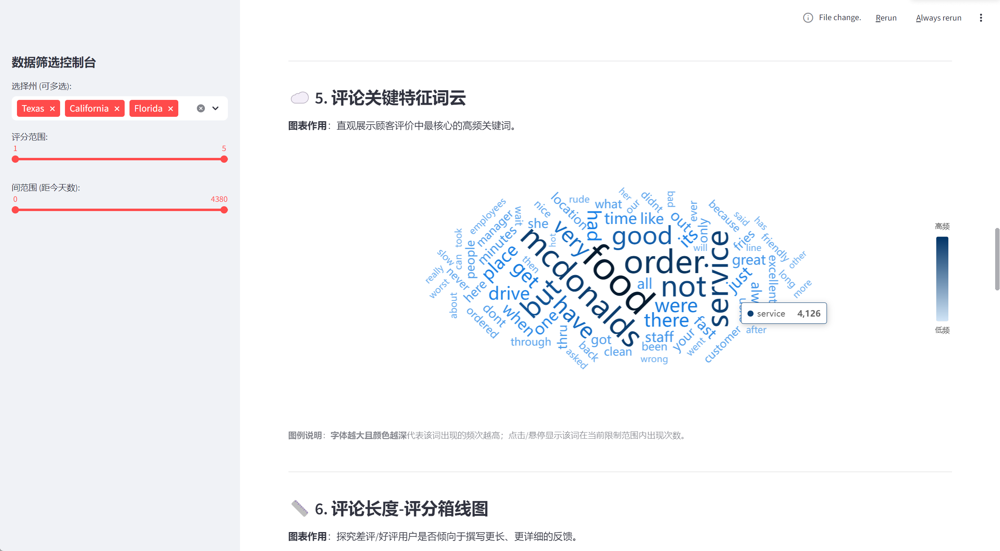 File change.
Rerun
Always rerun
数据筛选控制台
选择州 (可多选):
Texas
California
Florida
评分范围:
1
5
间范围 (距今天数):
0
4380
5. 评论关键特征词云
图表作用：直观展示顾客评价中最核心的高频关键词。
her
didnt
bad
location
rude
what
our
ever
because
employees
nice
wait
manager
had
time
like
outs
said
has
she
very
good
its
only
service
fries
friendly
took
minutes
hot
mcdonalds
food
will
line
slow
can
people
place
then
order
great
excellent
other
really
never
get
all
not
just
long
more
worst
here
drive
but
were
alw
about
ordered
dont
when
one
have
there
fast
service 4,126
高频
低频
through
thru
got
staff
your
customer
after
back
clean
been
went
asked
wrong
图例说明：字体越大且颜色越深代表该词出现的频次越高；点击/悬停显示该词在当前限制范围内出现次数。
6. 评论长度-评分箱线图
图表作用：探究差评/好评用户是否倾向于撰写更长、更详细的反馈。